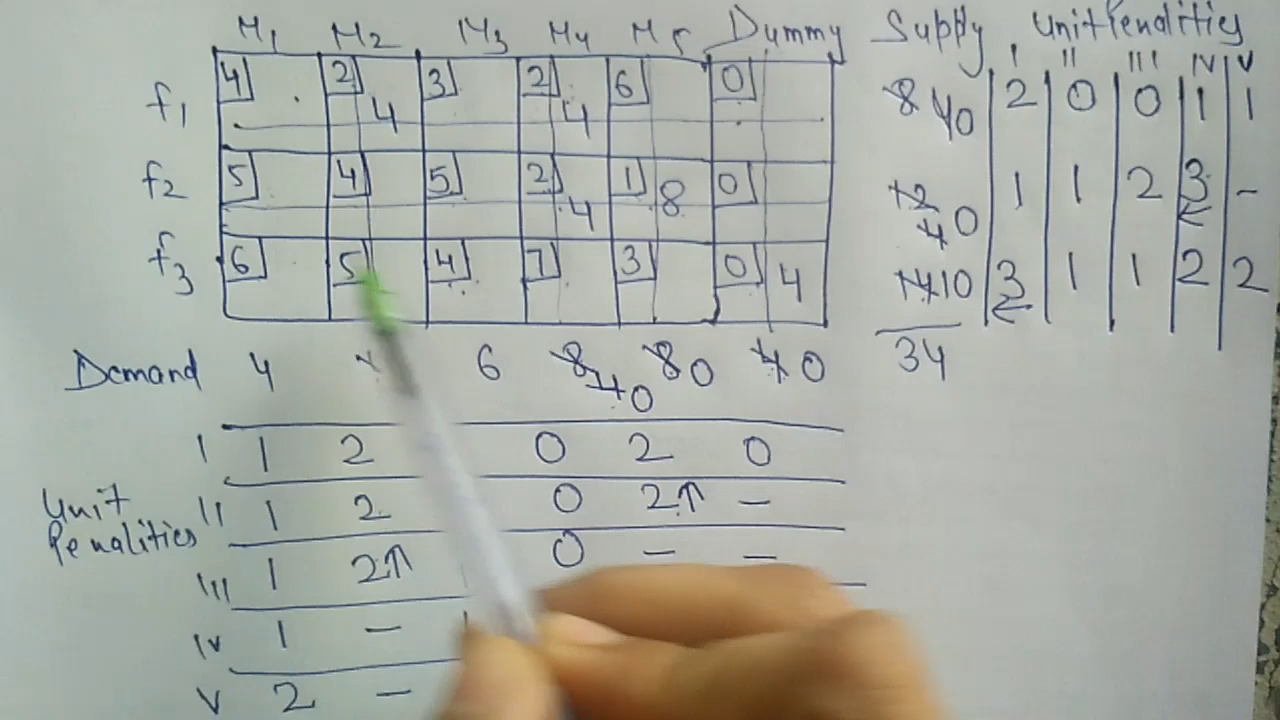 M1 M2 M3 M4 M5 Dummy Supply Unit Penalities
I II III IV V
f1 4 2 4 3 2 4 6 0 8 4 0 2 0 0 1 1
f2 5 4 5 2 4 1 8 0 12 4 0 1 1 2 3 -
f3 6 5 4 7 3 0 4 14 10 3 1 1 2 2
Demand 4 6 8 4 0 8 0 4 0 34
I 1 2 0 2 0
Unit Penalities II 1 2 0 2↑ -
III 1 2↑ 0 - -
IV 1 -
V 2 -